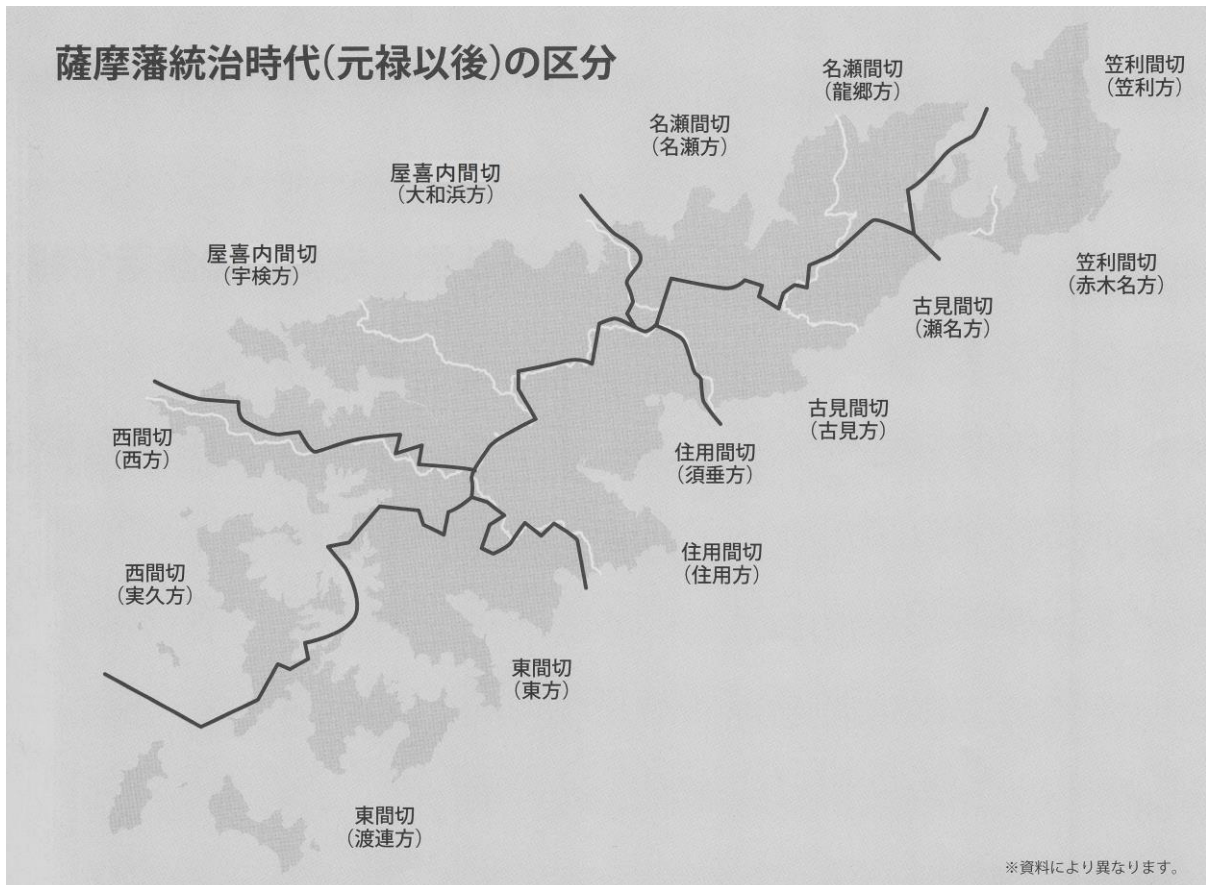 薩摩藩統治時代(元禄以後)の区分
笠利間切
(笠利方)
名瀬間切
(龍郷方)
名瀬間切
(名瀬方)
屋喜内間切
(大和浜方)
屋喜内間切
(宇検方)
笠利間切
(赤木名方)
古見間切
(瀬名方)
古見間切
(古見方)
西間切
(西方)
住用間切
(須垂方)
住用間切
(住用方)
西間切
(実久方)
東間切
(東方)
東間切
(渡連方)
※資料により異なります。